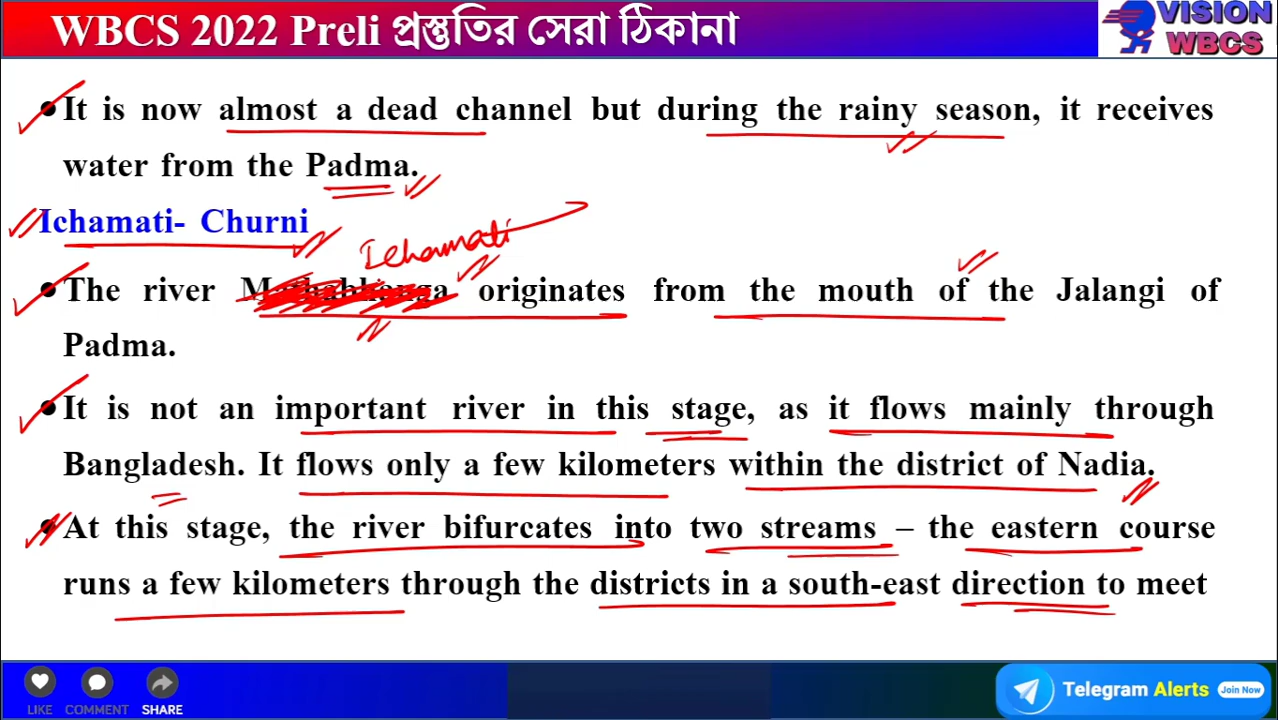 WBCS 2022 Preli প্রস্তুতির সেরা ঠিকানা
VISION
WBCS
It is now almost a dead channel but during the rainy season, it receives
water from the Padma.
Ichamati- Churni
Ichamati
The river originates from the mouth of the Jalangi of
Padma.
It is not an important river in this stage, as it flows mainly through
Bangladesh. It flows only a few kilometers within the district of Nadia.
At this stage, the river bifurcates into two streams – the eastern course
runs a few kilometers through the districts in a south-east direction to meet
LIKE COMMENT SHARE
Telegram Alerts Join Now